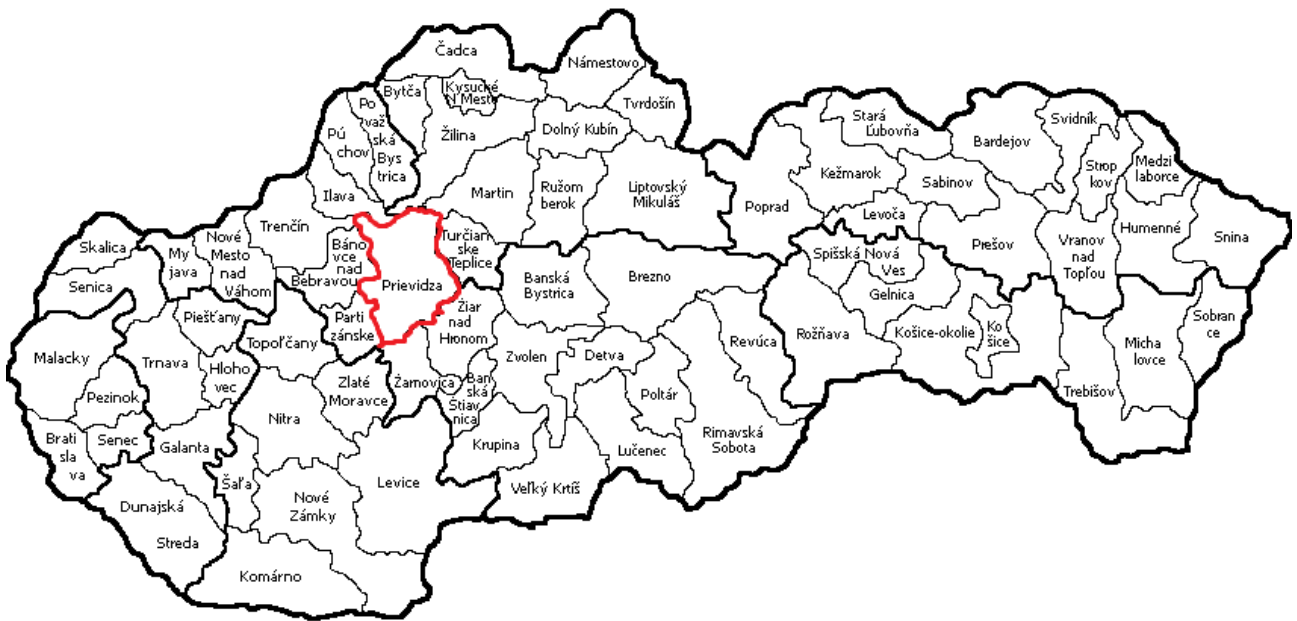 Čadca
Námestovo
Bytča
Kysucké
N Mesto
Tvrdošín
Po
važ
ská
Bys
trica
Pú
chov
Žilina
Dolný Kubín
Ilava
Martin
Ružom
berok
Liptovský
Mikuláš
Poprad
Kežmarok
Stará
Ľubovňa
Bardejov
Svidník
Strop
kov
Medzi
laborce
Sabinov
Levoča
Prešov
Vranov
nad
Topľou
Humenné
Snina
Skalica
Senica
My
java
Nové
Mesto
nad
Váhom
Trenčín
Báno
vce nad
Bebravou
Prievidza
Turčian
ske
Teplice
Parti
zánske
Žiar
nad
Hronom
Banská
Bystrica
Brezno
Spišská Nová
Ves
Gelnica
Rožňava
Košice-okolie
Ko
šice
Micha
lovce
Sobran
ce
Trebišov
Malacky
Pezinok
Brati
sla
va
Senec
Trnava
Piešťany
Hloho
vec
Topoľčany
Zlaté
Moravce
Nitra
Galanta
Šaľa
Dunajská
Streda
Nové
Zámky
Komárno
Levice
Žarnovica
Ban
ská
Štiav
nica
Zvolen
Detva
Krupina
Veľký Krtíš
Lučenec
Poltár
Revúca
Rimavská
Sobota